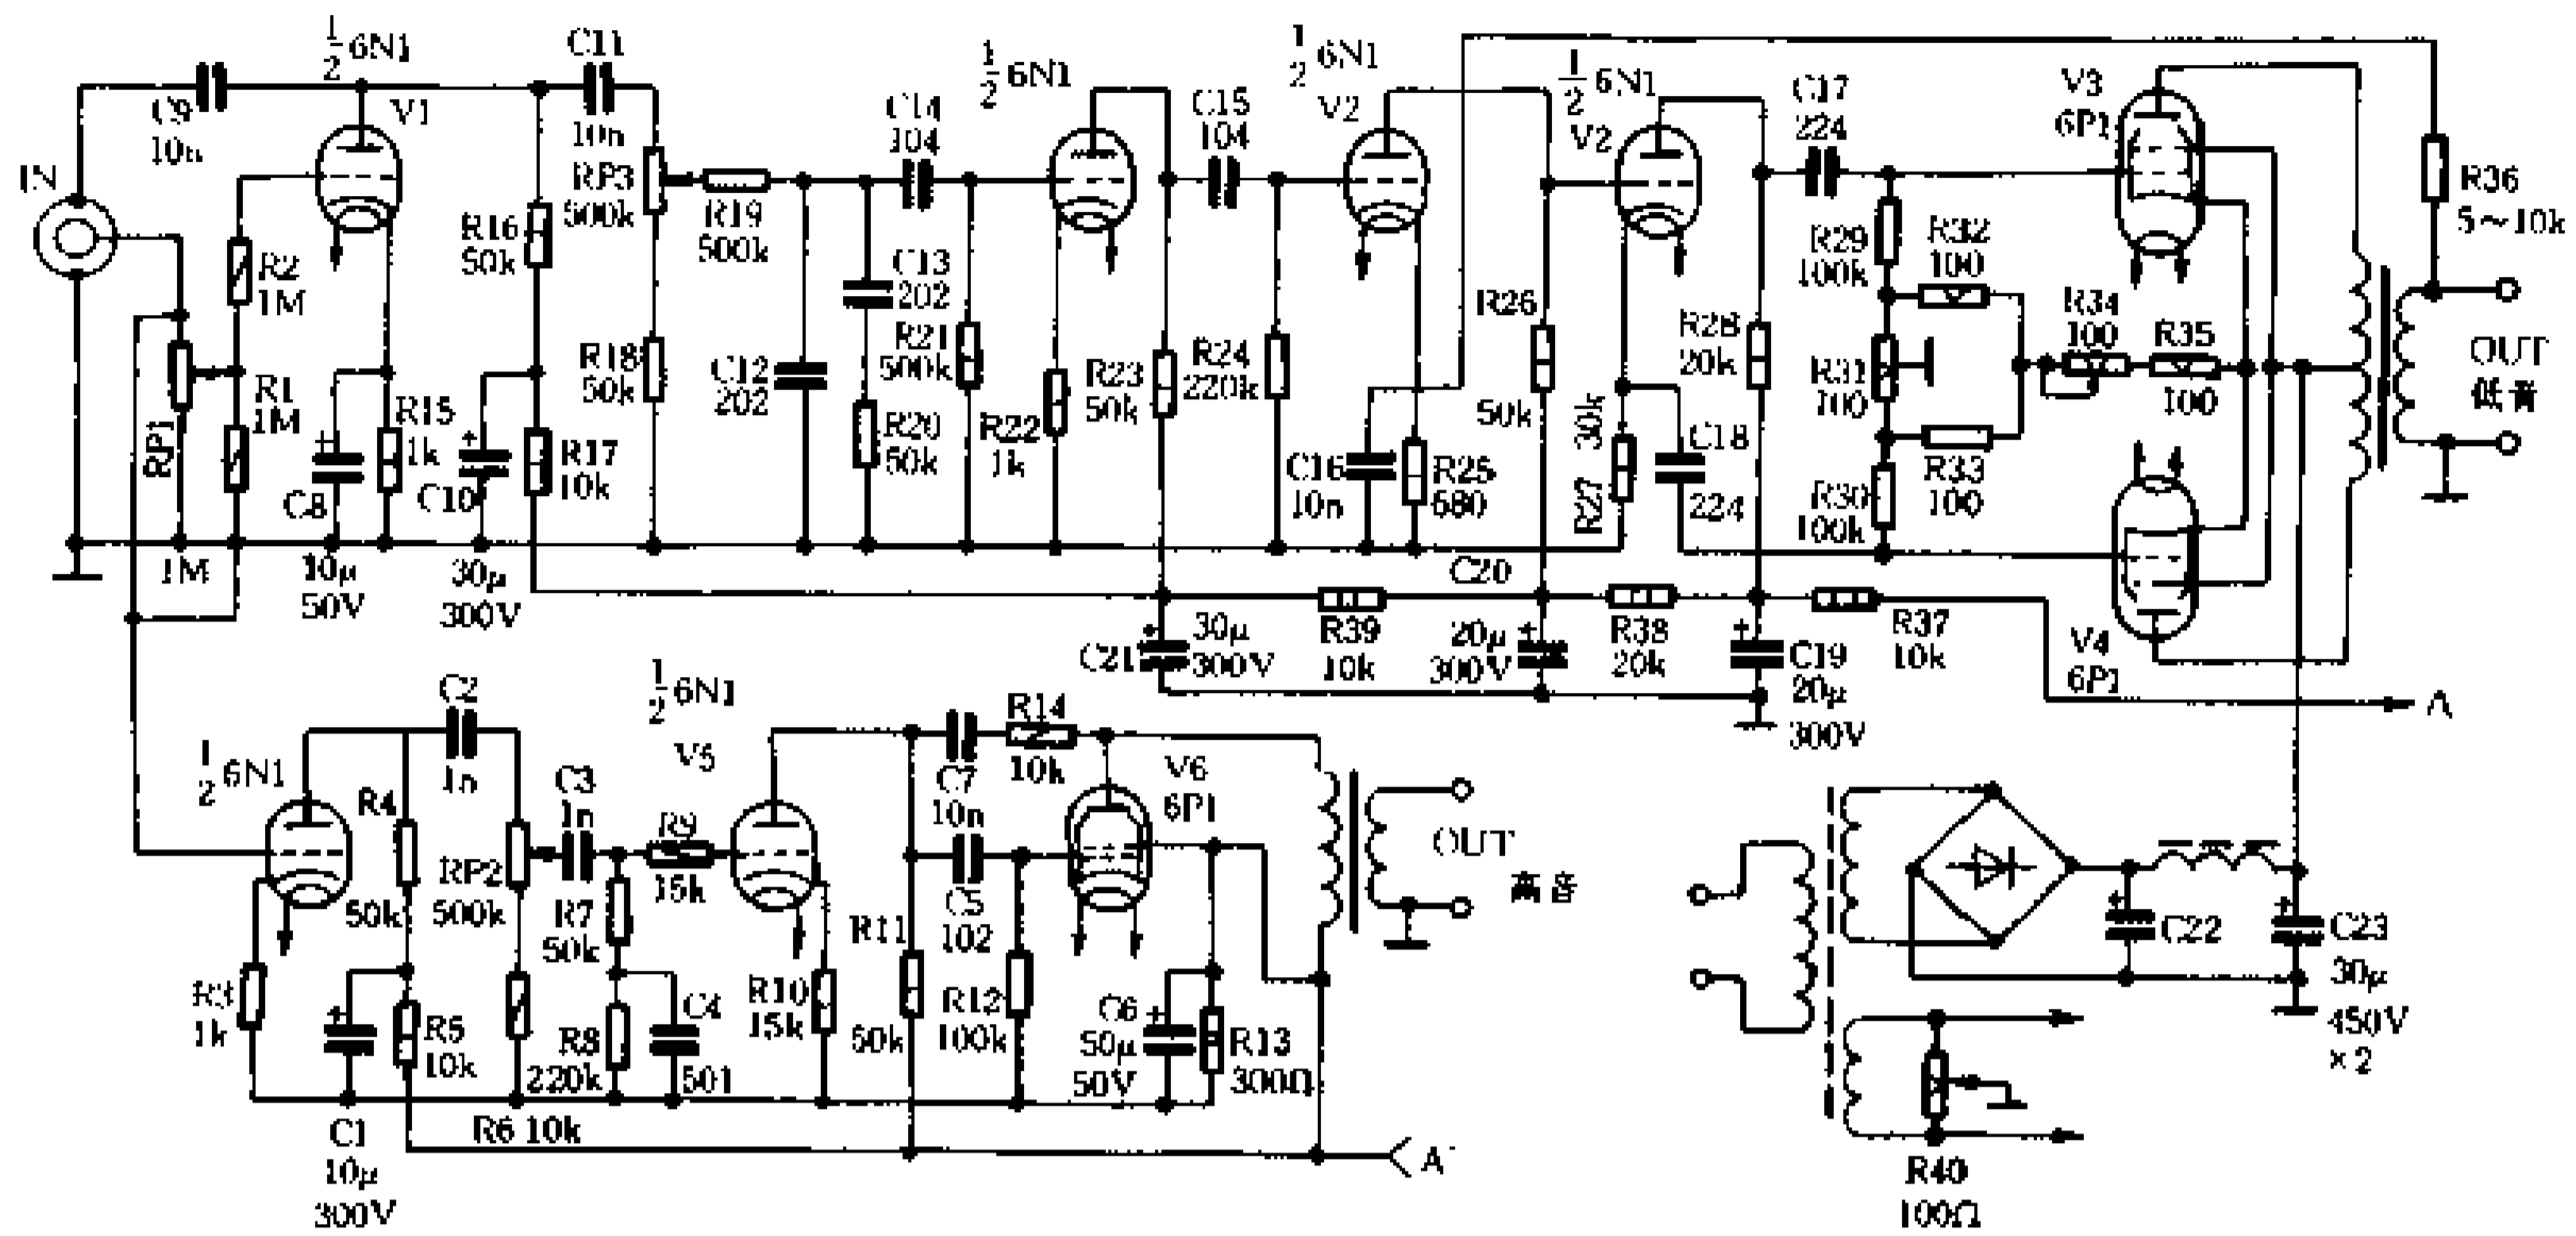 1/2 6N1
C11
C9
10n
V1
10n
IN
R2
1M
R1
1M
RP1
1M
C8
10μ
50V
R15
1k
C10
30μ
300V
R16
50k
R17
10k
RP3
500k
R18
50k
R19
500k
C14
104
1/2 6N1
C13
202
C12
202
R20
50k
R21
500k
R22
1k
C15
104
R23
50k
R24
220k
1/2 6N1
V2
C16
10n
R25
680
1/2 6N1
V2
R26
50k
R27 30k
C18
224
R28
20k
C17
224
R29
100k
R31
100
R30
100k
R32
100
R33
100
R34
100
R35
100
V3
6P1
V4
6P1
R36
5～10k
OUT
低音
C21
30μ
300V
R39
10k
C20
20μ
300V
R38
20k
C19
20μ
300V
R37
10k
A
1/2 6N1
C2
1n
R4
50k
RP2
500k
C3
1n
R9
15k
1/2 6N1
V5
R3
1k
R5
10k
C1
10μ
300V
R6 10k
R7
50k
R8
220k
C4
501
R10
15k
R11
50k
C7
10n
R14
10k
C5
102
R12
100k
V6
6P1
C6
50μ
50V
R13
300Ω
OUT
高音
A
C22
C23
30μ
450V
×2
R40
100Ω